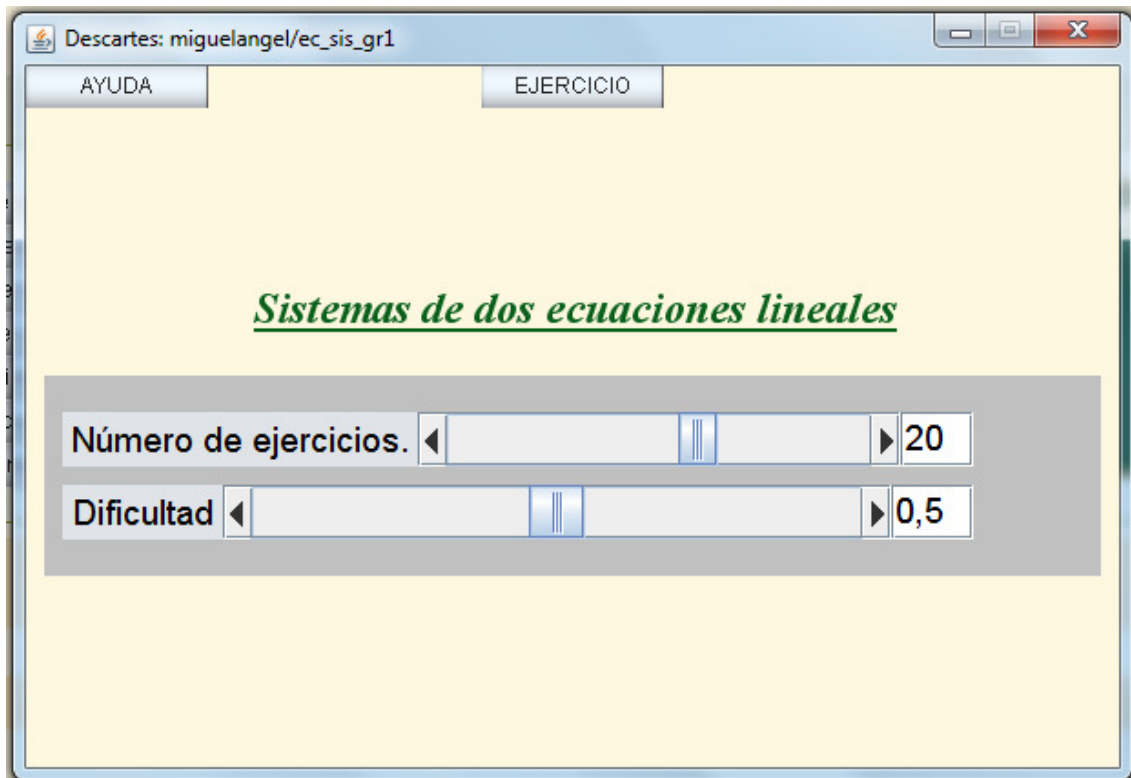 Descartes: miguelangel/ec_sis_gr1
AYUDA EJERCICIO
Sistemas de dos ecuaciones lineales
Número de ejercicios. 20
Dificultad 0,5